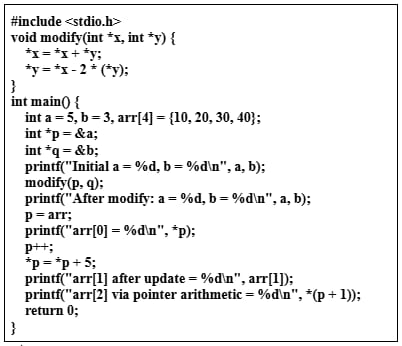 #include <stdio.h>
void modify(int *x, int *y) {
*x = *x + *y;
*y = *x - 2 * (*y);
}
int main() {
int a = 5, b = 3, arr[4] = {10, 20, 30, 40};
int *p = &a;
int *q = &b;
printf("Initial a = %d, b = %d\n", a, b);
modify(p, q);
printf("After modify: a = %d, b = %d\n", a, b);
p = arr;
printf("arr[0] = %d\n", *p);
p++;
*p = *p + 5;
printf("arr[1] after update = %d\n", arr[1]);
printf("arr[2] via pointer arithmetic = %d\n", *(p + 1));
return 0;
}